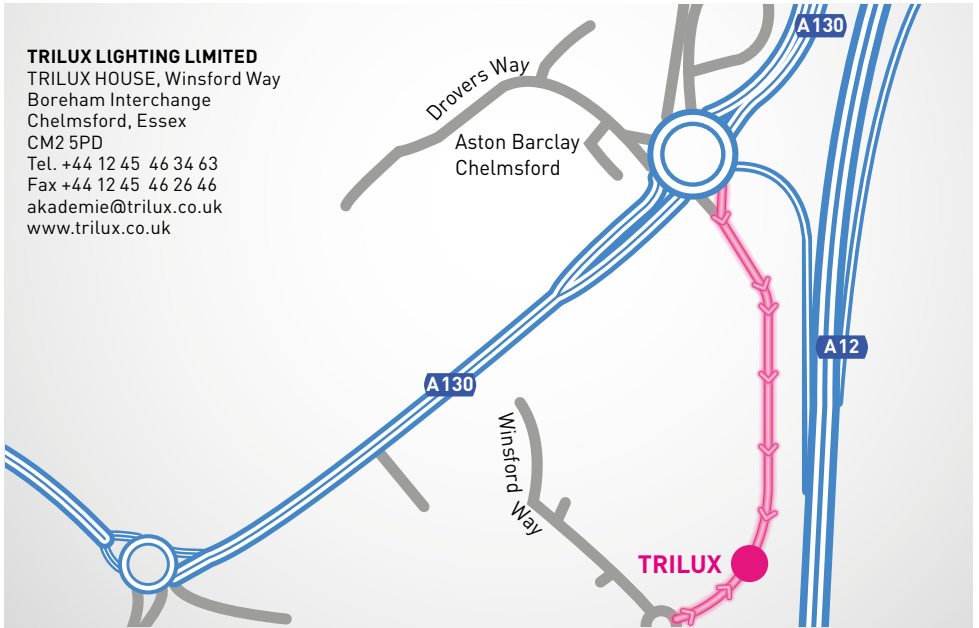 TRILUX LIGHTING LIMITED
TRILUX HOUSE, Winsford Way
Boreham Interchange
Chelmsford, Essex
CM2 5PD
Tel. +44 12 45 46 34 63
Fax +44 12 45 46 26 46
akademie@trilux.co.uk
www.trilux.co.uk
A130
Drovers Way
Aston Barclay
Chelmsford
A12
A130
Winsford Way
TRILUX